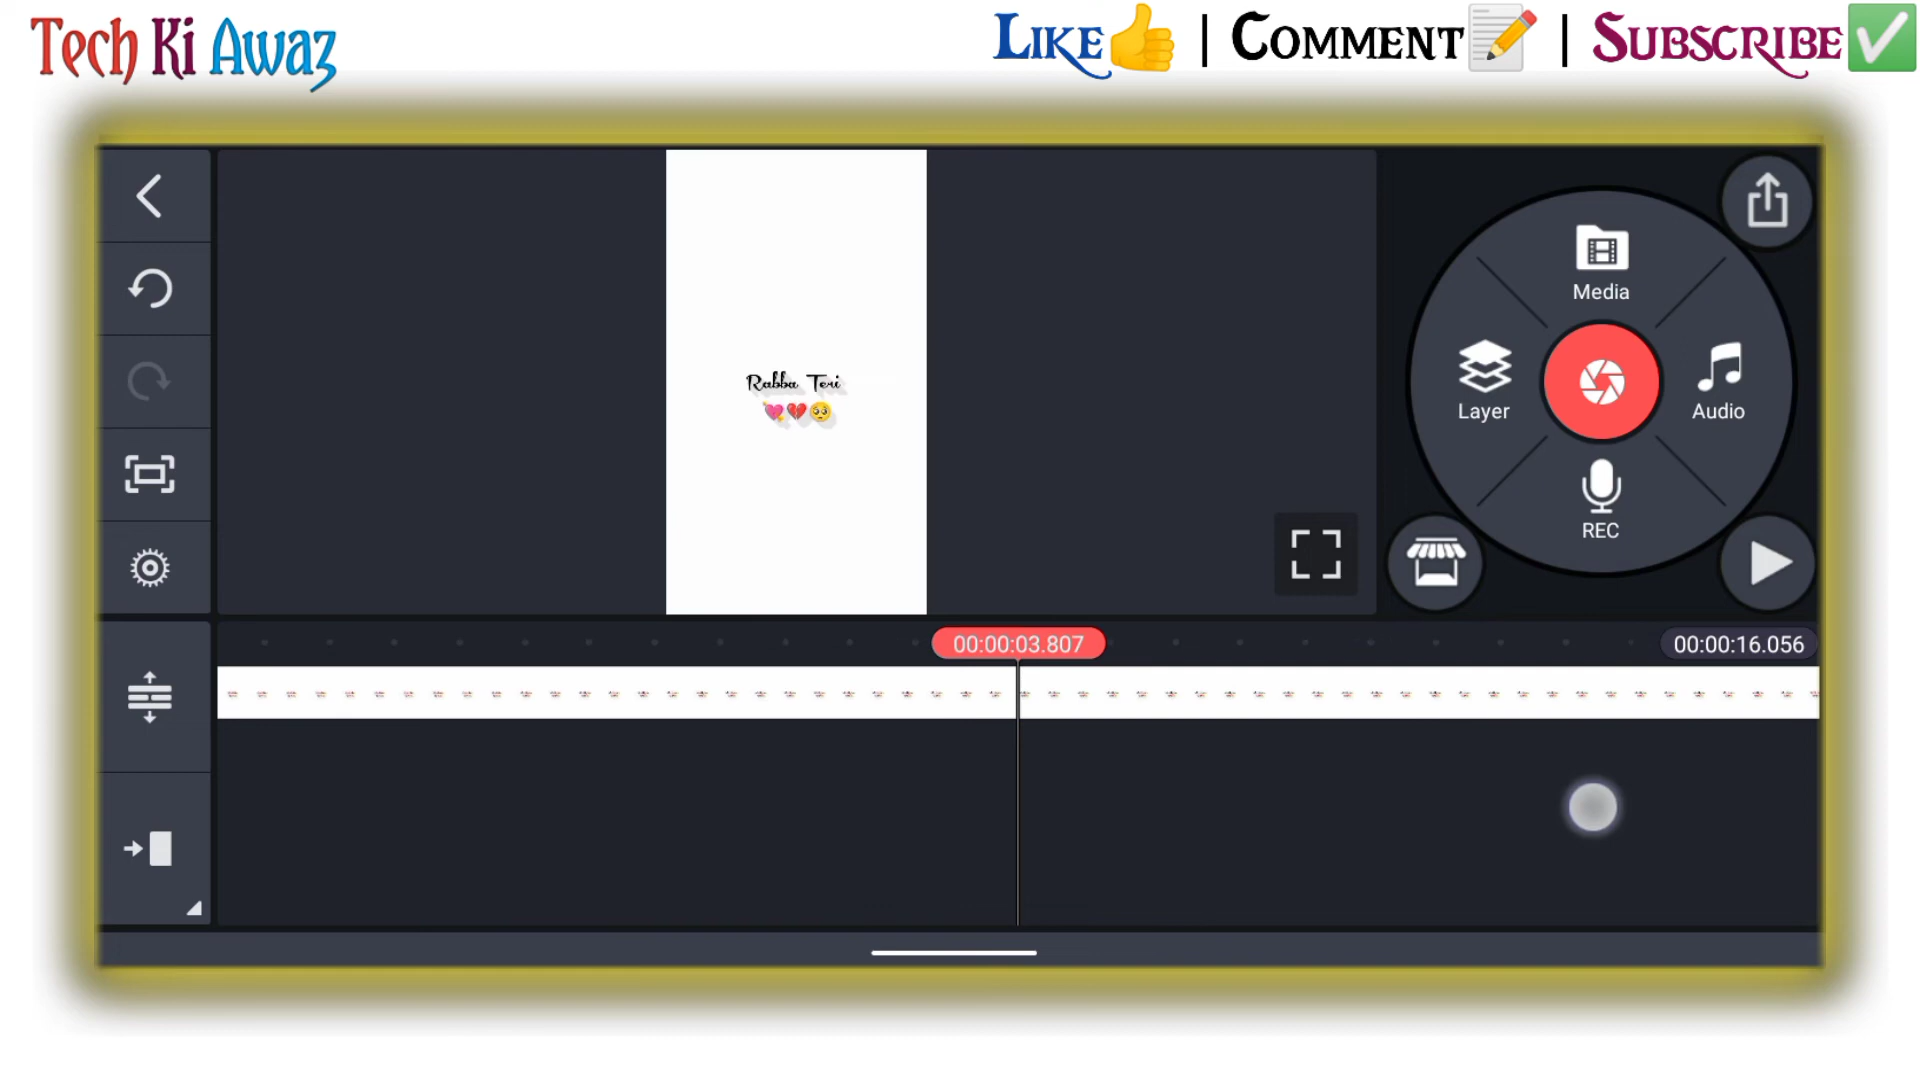 Tech Ki Awaz
Like👍 | Comment📝 | Subscribe✅
Media
Layer
Audio
REC
Rabba Teri
💘💔🥺
00:00:03.807
00:00:16.056